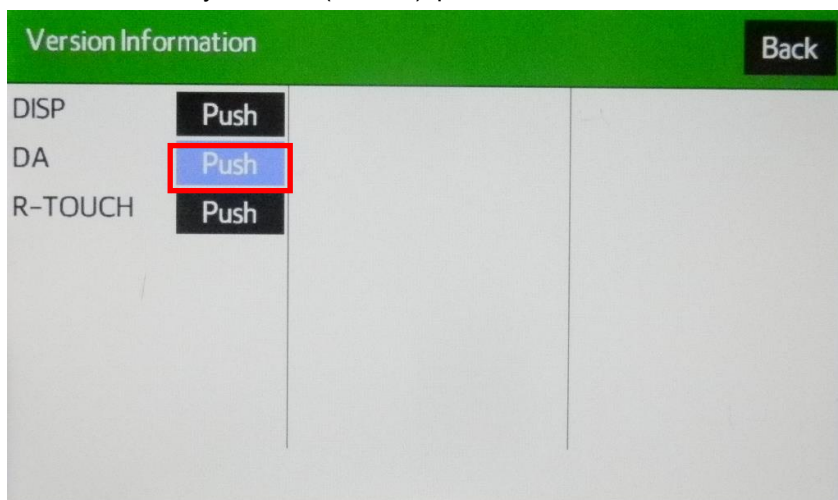 Version Information
Back
DISP Push
DA Push
R-TOUCH Push